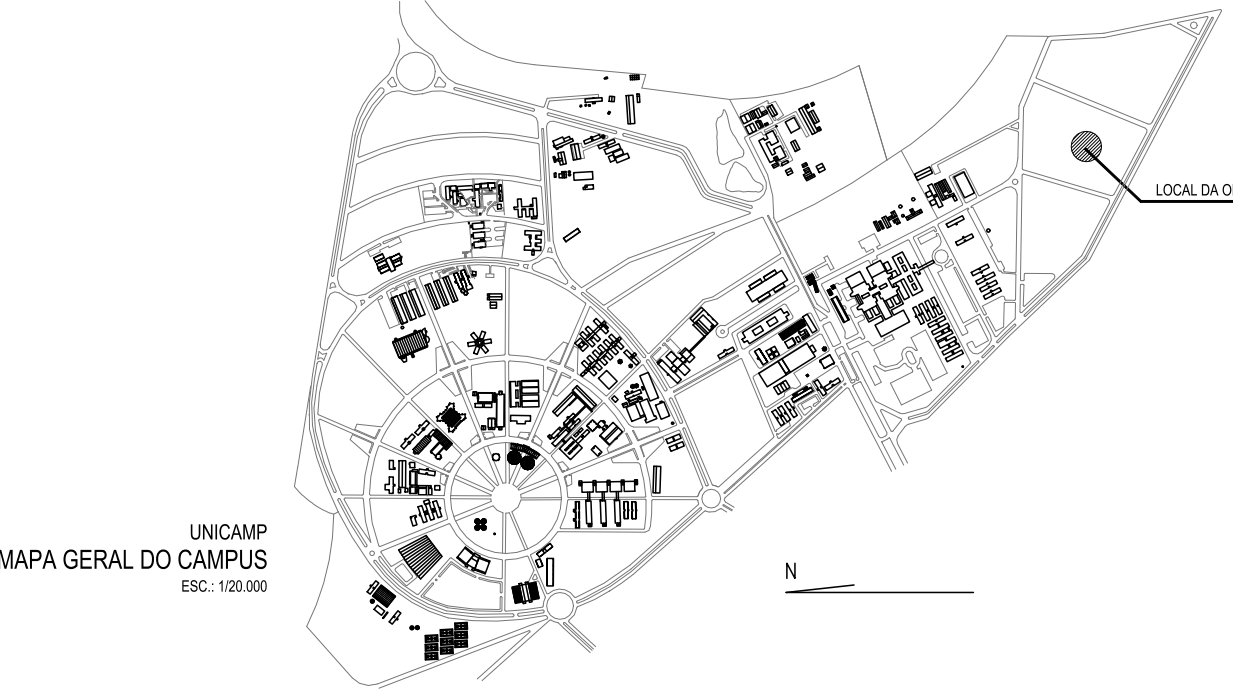 LOCAL DA
UNICAMP
MAPA GERAL DO CAMPUS
ESC.: 1/20.000
N